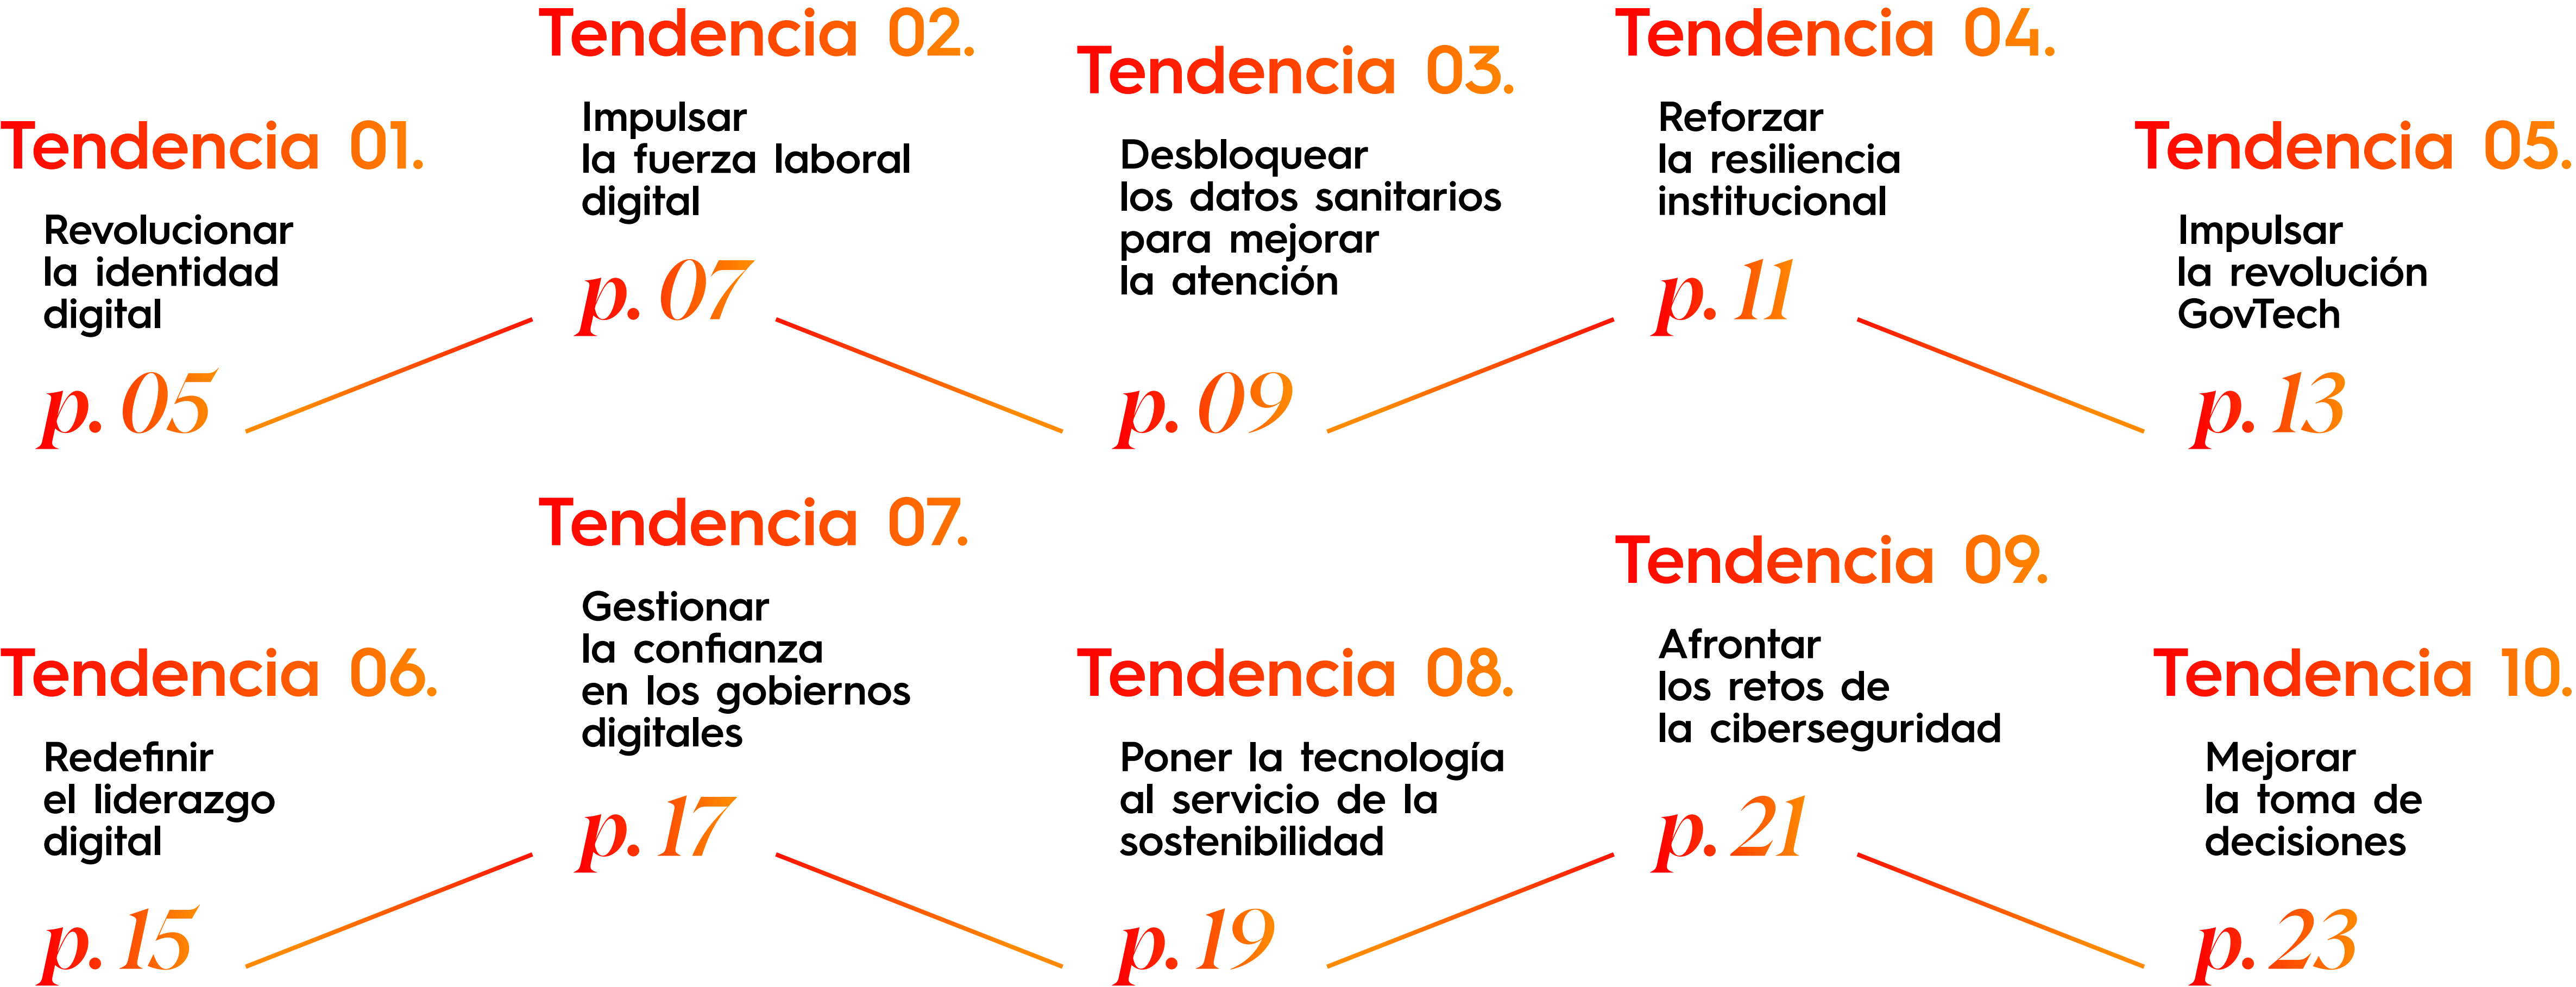 Tendencia 01.
Revolucionar
la identidad
digital
p. 05
Tendencia 02.
Impulsar
la fuerza laboral
digital
p. 07
Tendencia 03.
Desbloquear
los datos sanitarios
para mejorar
la atención
p. 09
Tendencia 04.
Reforzar
la resiliencia
institucional
p. 11
Tendencia 05.
Impulsar
la revolución
GovTech
p. 13
Tendencia 06.
Redefinir
el liderazgo
digital
p. 15
Tendencia 07.
Gestionar
la confianza
en los gobiernos
digitales
p. 17
Tendencia 08.
Poner la tecnología
al servicio de la
sostenibilidad
p. 19
Tendencia 09.
Afrontar
los retos de
la ciberseguridad
p. 21
Tendencia 10.
Mejorar
la toma de
decisiones
p. 23